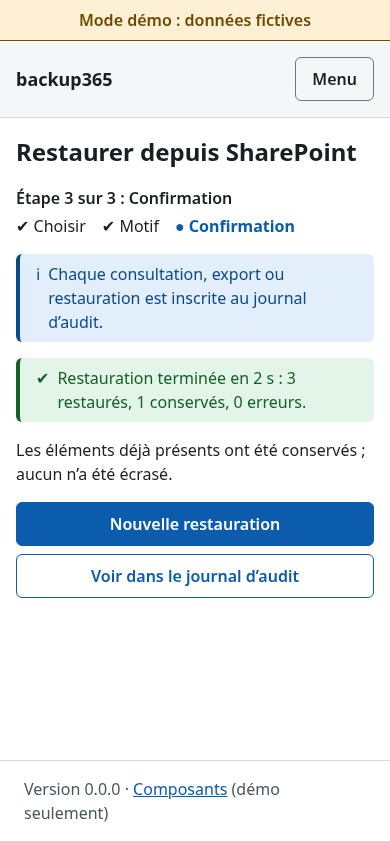 Mode démo : données fictives
backup365
Menu
Restaurer depuis SharePoint
Étape 3 sur 3 : Confirmation
✔ Choisir ✔ Motif ● Confirmation
i Chaque consultation, export ou
restauration est inscrite au journal
d’audit.
✔ Restauration terminée en 2 s : 3
restaurés, 1 conservés, 0 erreurs.
Les éléments déjà présents ont été conservés ;
aucun n’a été écrasé.
Nouvelle restauration
Voir dans le journal d’audit
Version 0.0.0 · Composants (démo
seulement)